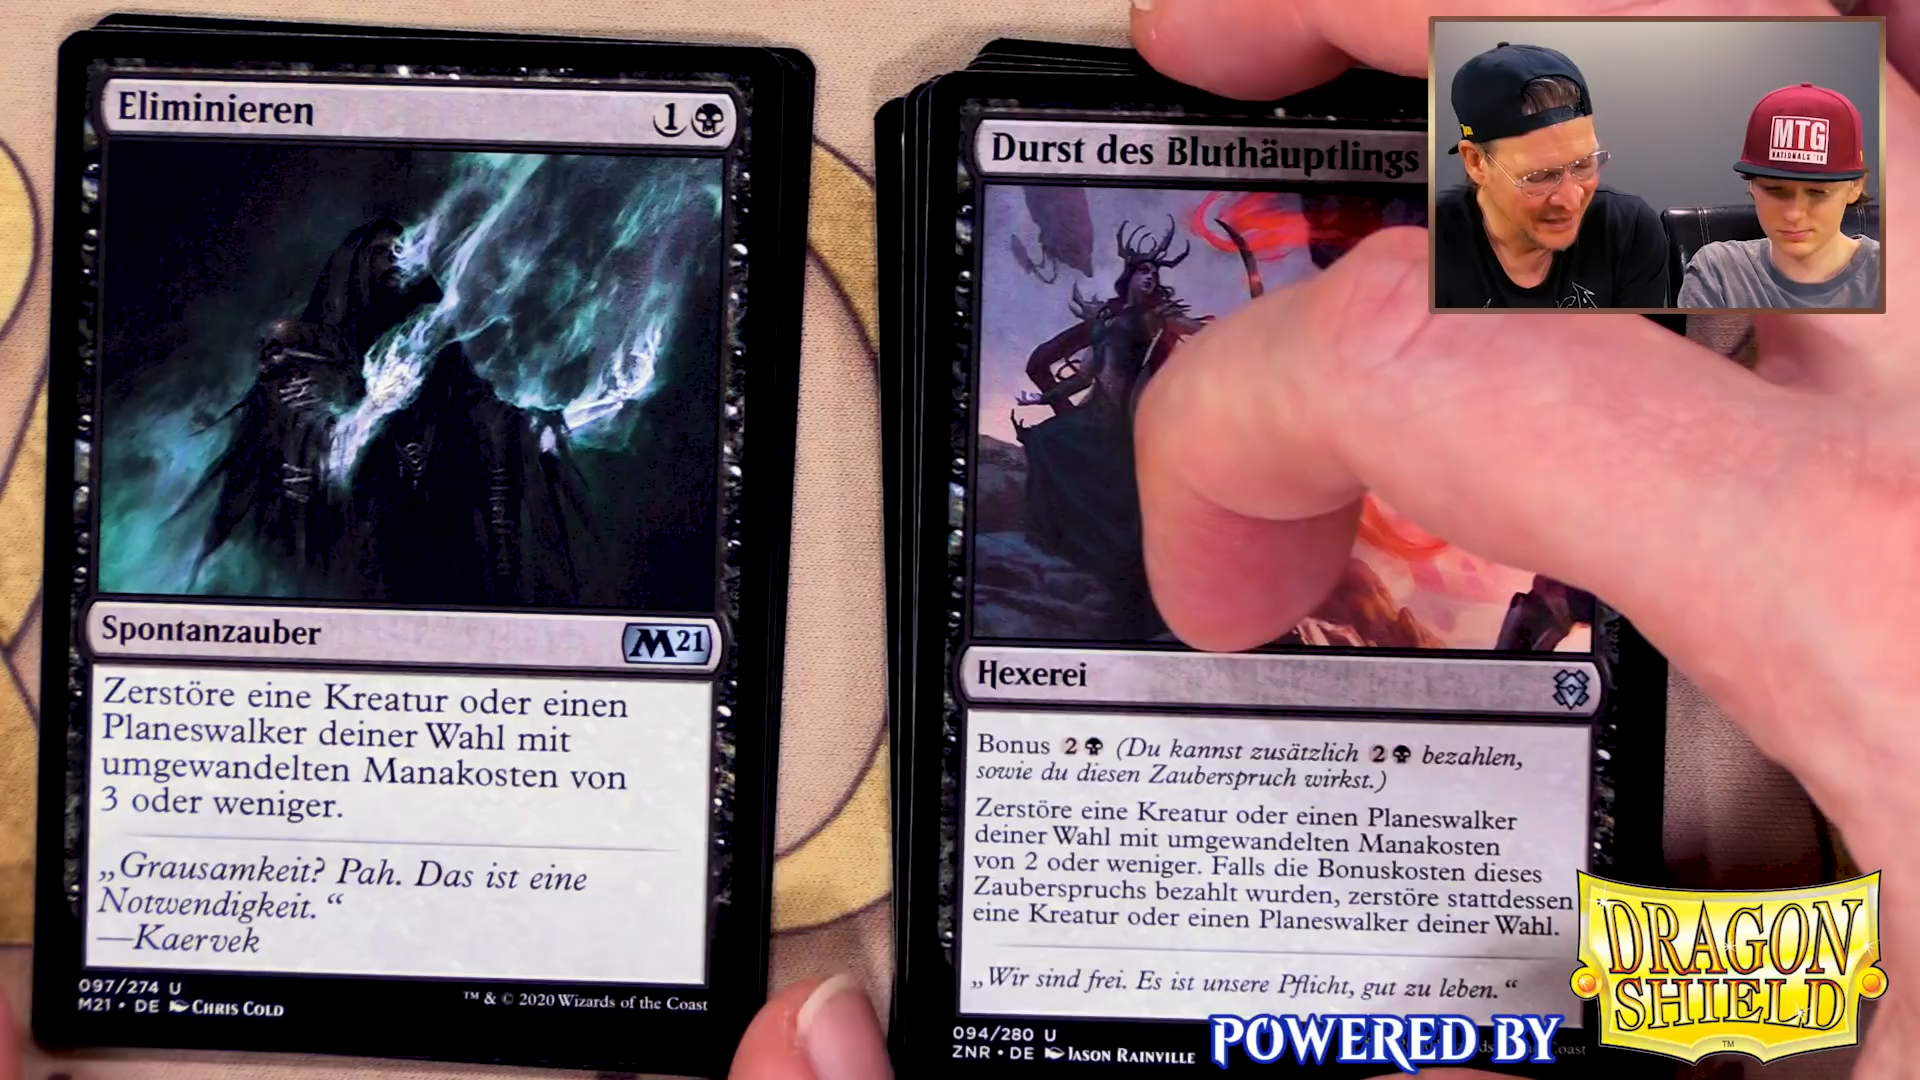 Eliminieren
1
Spontanzauber
M21
Zerstöre eine Kreatur oder einen
Planeswalker deiner Wahl mit
umgewandelten Manakosten von
3 oder weniger.
„Grausamkeit? Pah. Das ist eine
Notwendigkeit.“
—Kaervek
097/274 U
M21 • DE Chris Cold
™ & © 2020 Wizards of the Coast
Durst des Bluthäuptlings
Hexerei
Bonus 2 (Du kannst zusätzlich 2 bezahlen,
sowie du diesen Zauberspruch wirkst.)
Zerstöre eine Kreatur oder einen Planeswalker
deiner Wahl mit umgewandelten Manakosten
von 2 oder weniger. Falls die Bonuskosten dieses
Zauberspruchs bezahlt wurden, zerstöre stattdessen
eine Kreatur oder einen Planeswalker deiner Wahl.
„Wir sind frei. Es ist unsere Pflicht, gut zu leben.“
094/280 U
ZNR • DE Jason Rainville
MTG
NATIONALS '18
POWERED BY
DRAGON
SHIELD
™